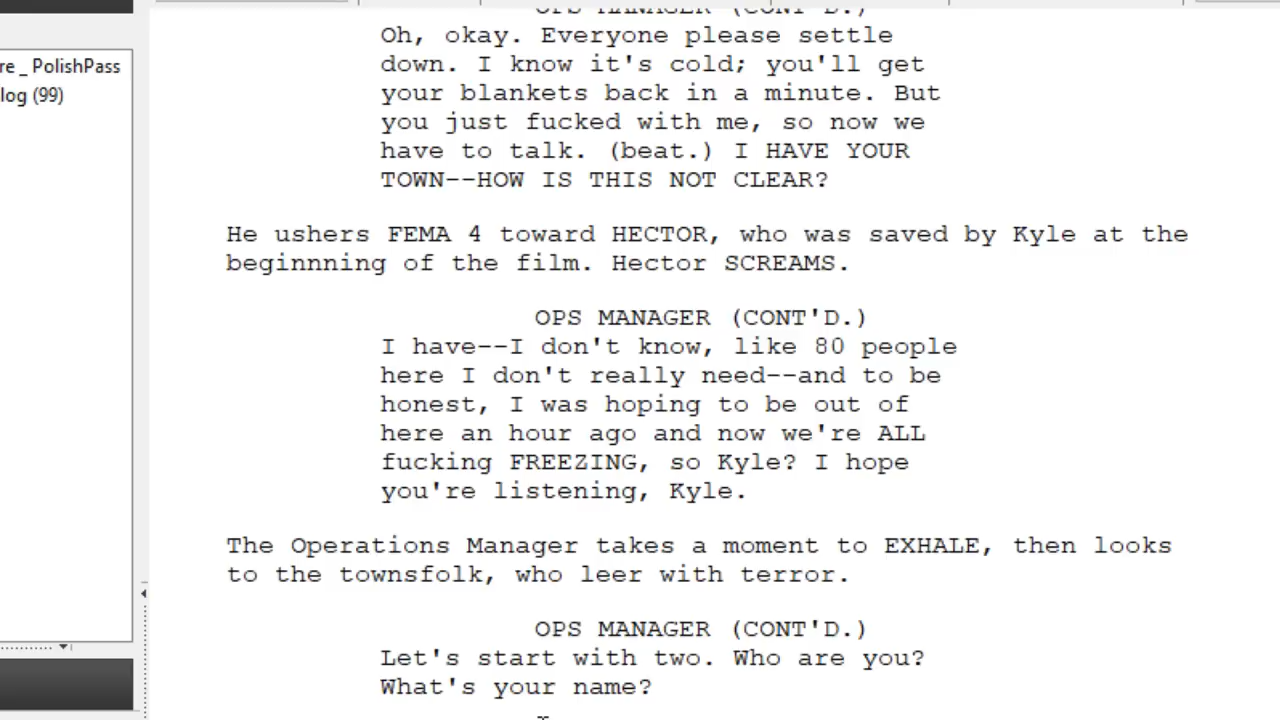 OPS MANAGER (CONT'D.)
re _ PolishPass
log (99)
Oh, okay. Everyone please settle
down. I know it's cold; you'll get
your blankets back in a minute. But
you just fucked with me, so now we
have to talk. (beat.) I HAVE YOUR
TOWN--HOW IS THIS NOT CLEAR?
He ushers FEMA 4 toward HECTOR, who was saved by Kyle at the
beginnning of the film. Hector SCREAMS.
OPS MANAGER (CONT'D.)
I have--I don't know, like 80 people
here I don't really need--and to be
honest, I was hoping to be out of
here an hour ago and now we're ALL
fucking FREEZING, so Kyle? I hope
you're listening, Kyle.
The Operations Manager takes a moment to EXHALE, then looks
to the townsfolk, who leer with terror.
OPS MANAGER (CONT'D.)
Let's start with two. Who are you?
What's your name?